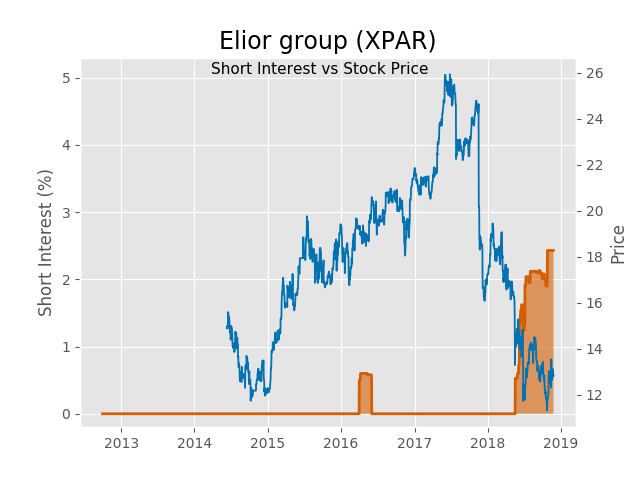 Elior group (XPAR)
Short Interest vs Stock Price
Short Interest (%)
5
4
3
2
1
0
26
24
22
20
18
16
14
12
Price
2013 2014 2015 2016 2017 2018 2019